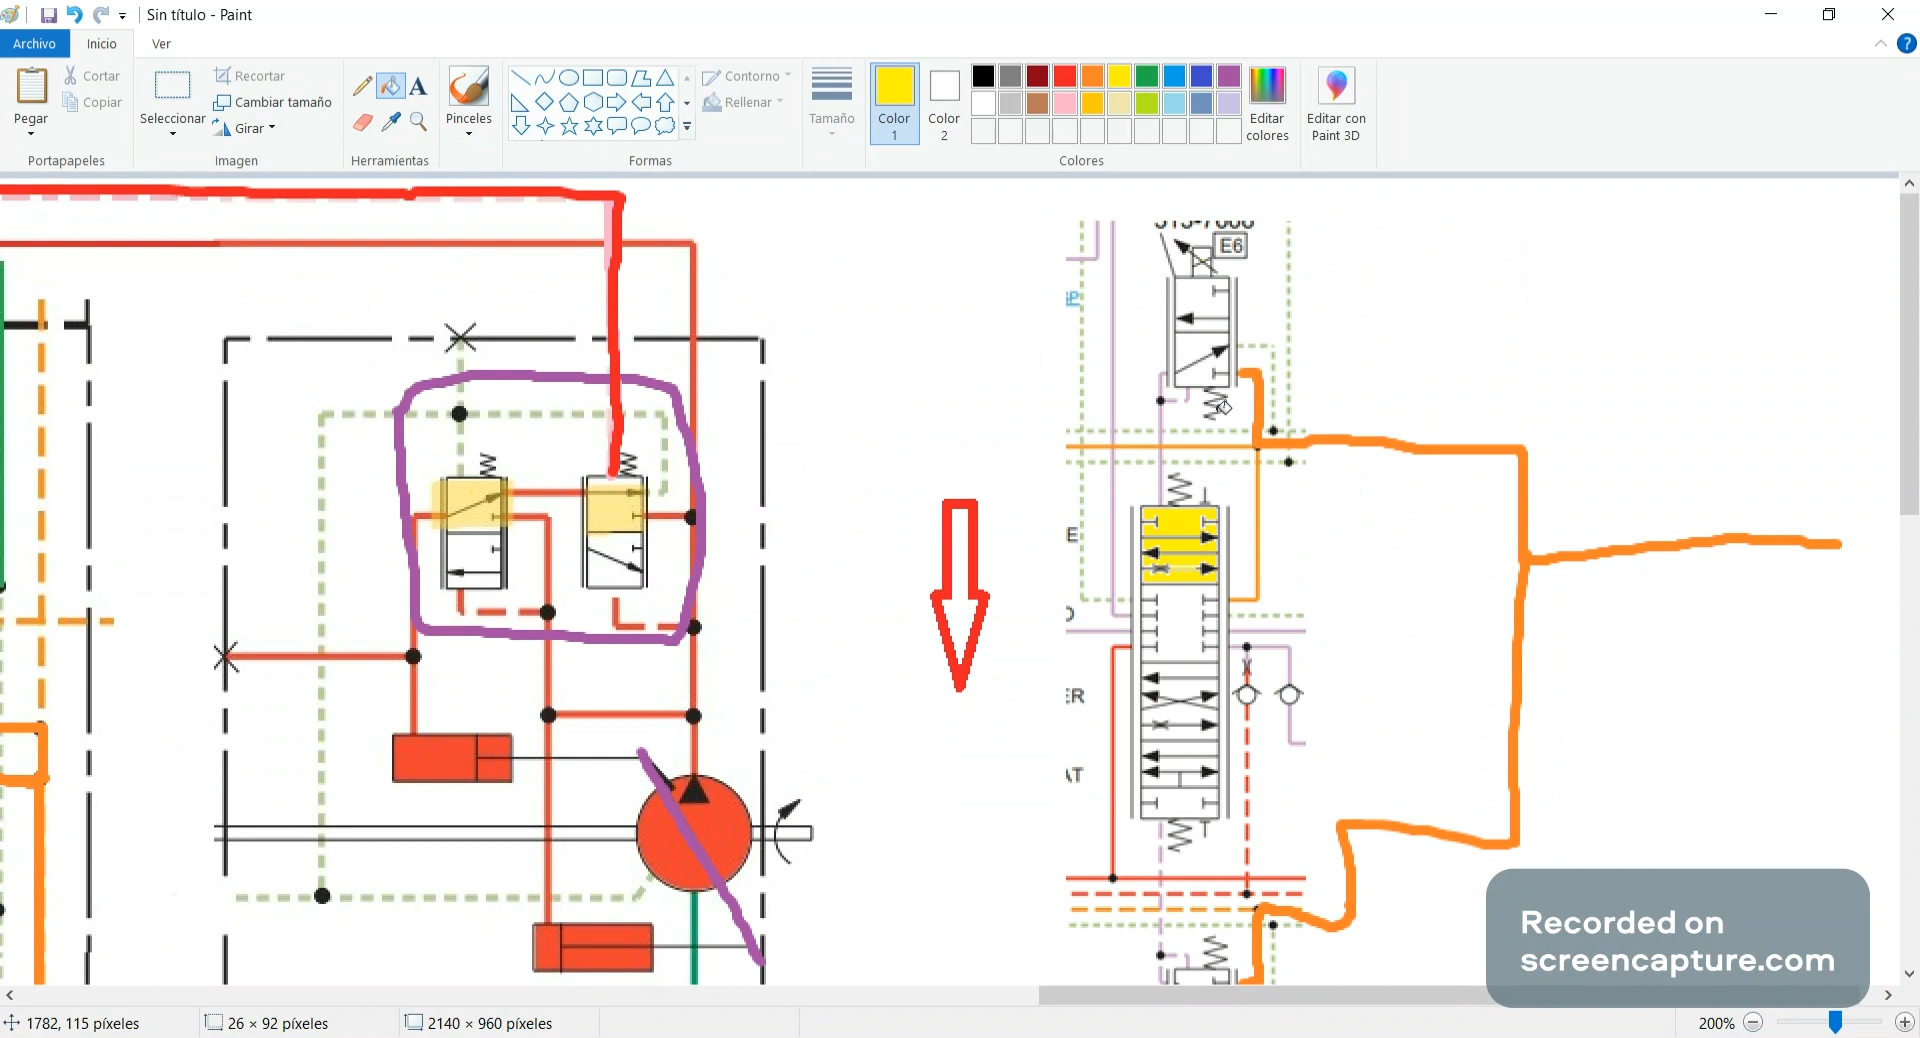 Sin título - Paint
Archivo
Inicio
Ver
Pegar
Cortar
Copiar
Portapapeles
Seleccionar
Recortar
Cambiar tamaño
Girar
Imagen
A
Herramientas
Pinceles
Contorno
Rellenar
Formas
Tamaño
Color
1
Color
2
Editar
colores
Editar con
Paint 3D
Colores
?
E6
E
ER
AT
Recorded on
screencapture.com
1782, 115 píxeles
26 × 92 píxeles
2140 × 960 píxeles
200%